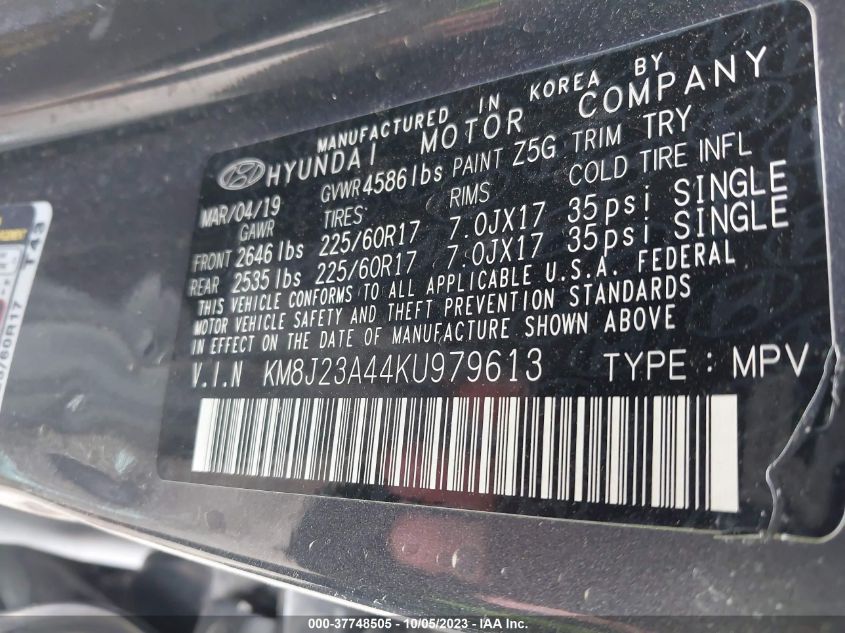 MANUFACTURED IN KOREA BY
HYUNDAI MOTOR COMPANY
MAR/04/19 GVWR 4586 lbs PAINT Z5G TRIM TRY
GAWR TIRES: RIMS COLD TIRE INFL
FRONT 2646 lbs 225/60R17 7.0JX17 35psi SINGLE
REAR 2535 lbs 225/60R17 7.0JX17 35psi SINGLE
THIS VEHICLE CONFORMS TO ALL APPLICABLE U.S.A. FEDERAL
MOTOR VEHICLE SAFETY AND THEFT PREVENTION STANDARDS
IN EFFECT ON THE DATE OF MANUFACTURE SHOWN ABOVE
V.I.N KM8J23A44KU979613 TYPE : MPV
T43
/60R17
000-37748505 - 10/05/2023 - IAA Inc.